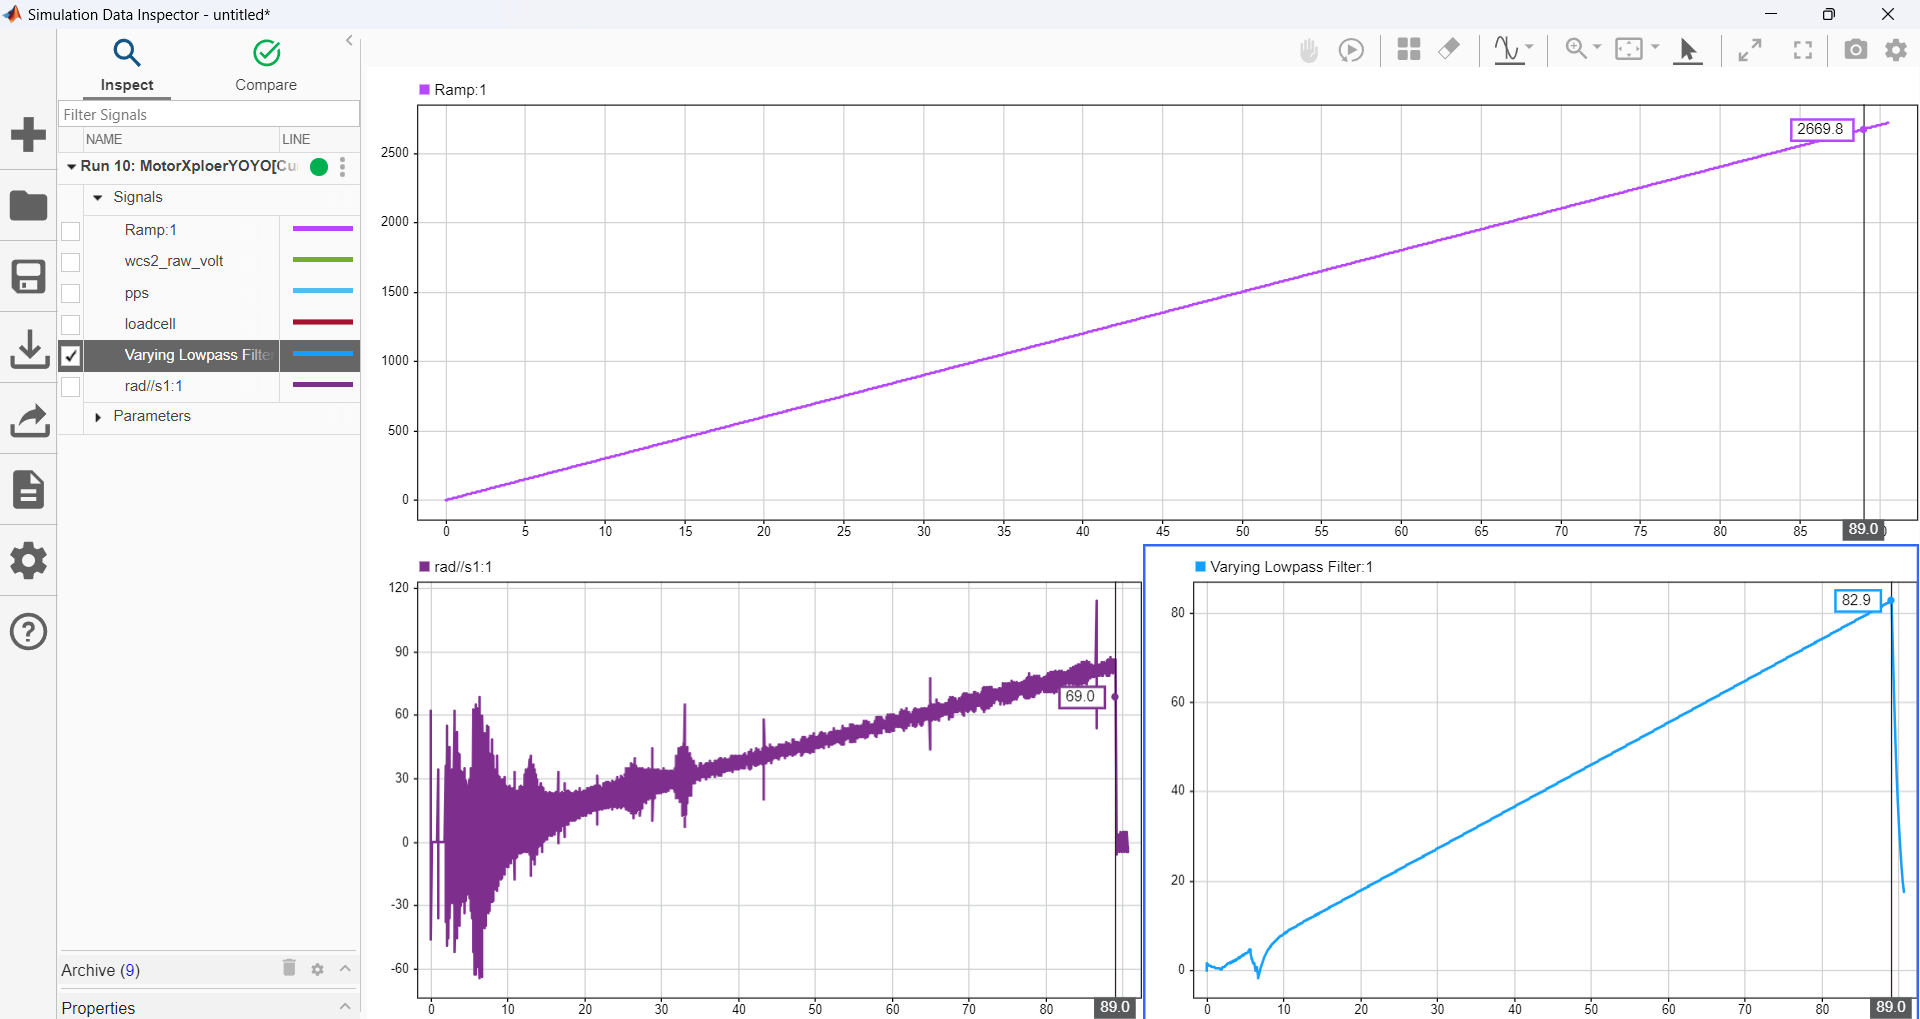 Simulation Data Inspector - untitled*
Inspect
Compare
Filter Signals
NAME
LINE
Run 10: MotorXploerYOYO[Cu
Signals
Ramp:1
wcs2_raw_volt
pps
loadcell
Varying Lowpass Filte
rad//s1:1
Parameters
Archive (9)
Properties
Ramp:1
2669.8
2500
2000
1500
1000
500
0
0 5 10 15 20 25 30 35 40 45 50 55 60 65 70 75 80 85 89.0
rad//s1:1
120
90
69.0
60
30
0
-30
-60
0 10 20 30 40 50 60 70 80 89.0
Varying Lowpass Filter:1
82.9
80
60
40
20
0
0 10 20 30 40 50 60 70 80 89.0